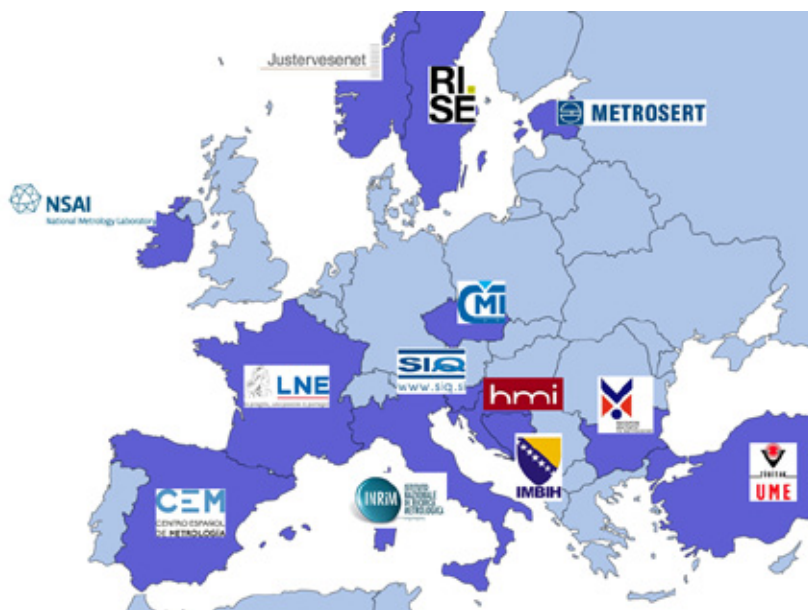 Justervesenet
RI.
SE
METROSERT
NSAI
National Metrology Laboratory
CMI
SIQ
www.siq.si
LNE
hmi
IMBIH
CEM
CENTRO ESPAÑOL
DE METROLOGÍA
INRiM
ISTITUTO
NAZIONALE
DI RICERCA
METROLOGICA
UME